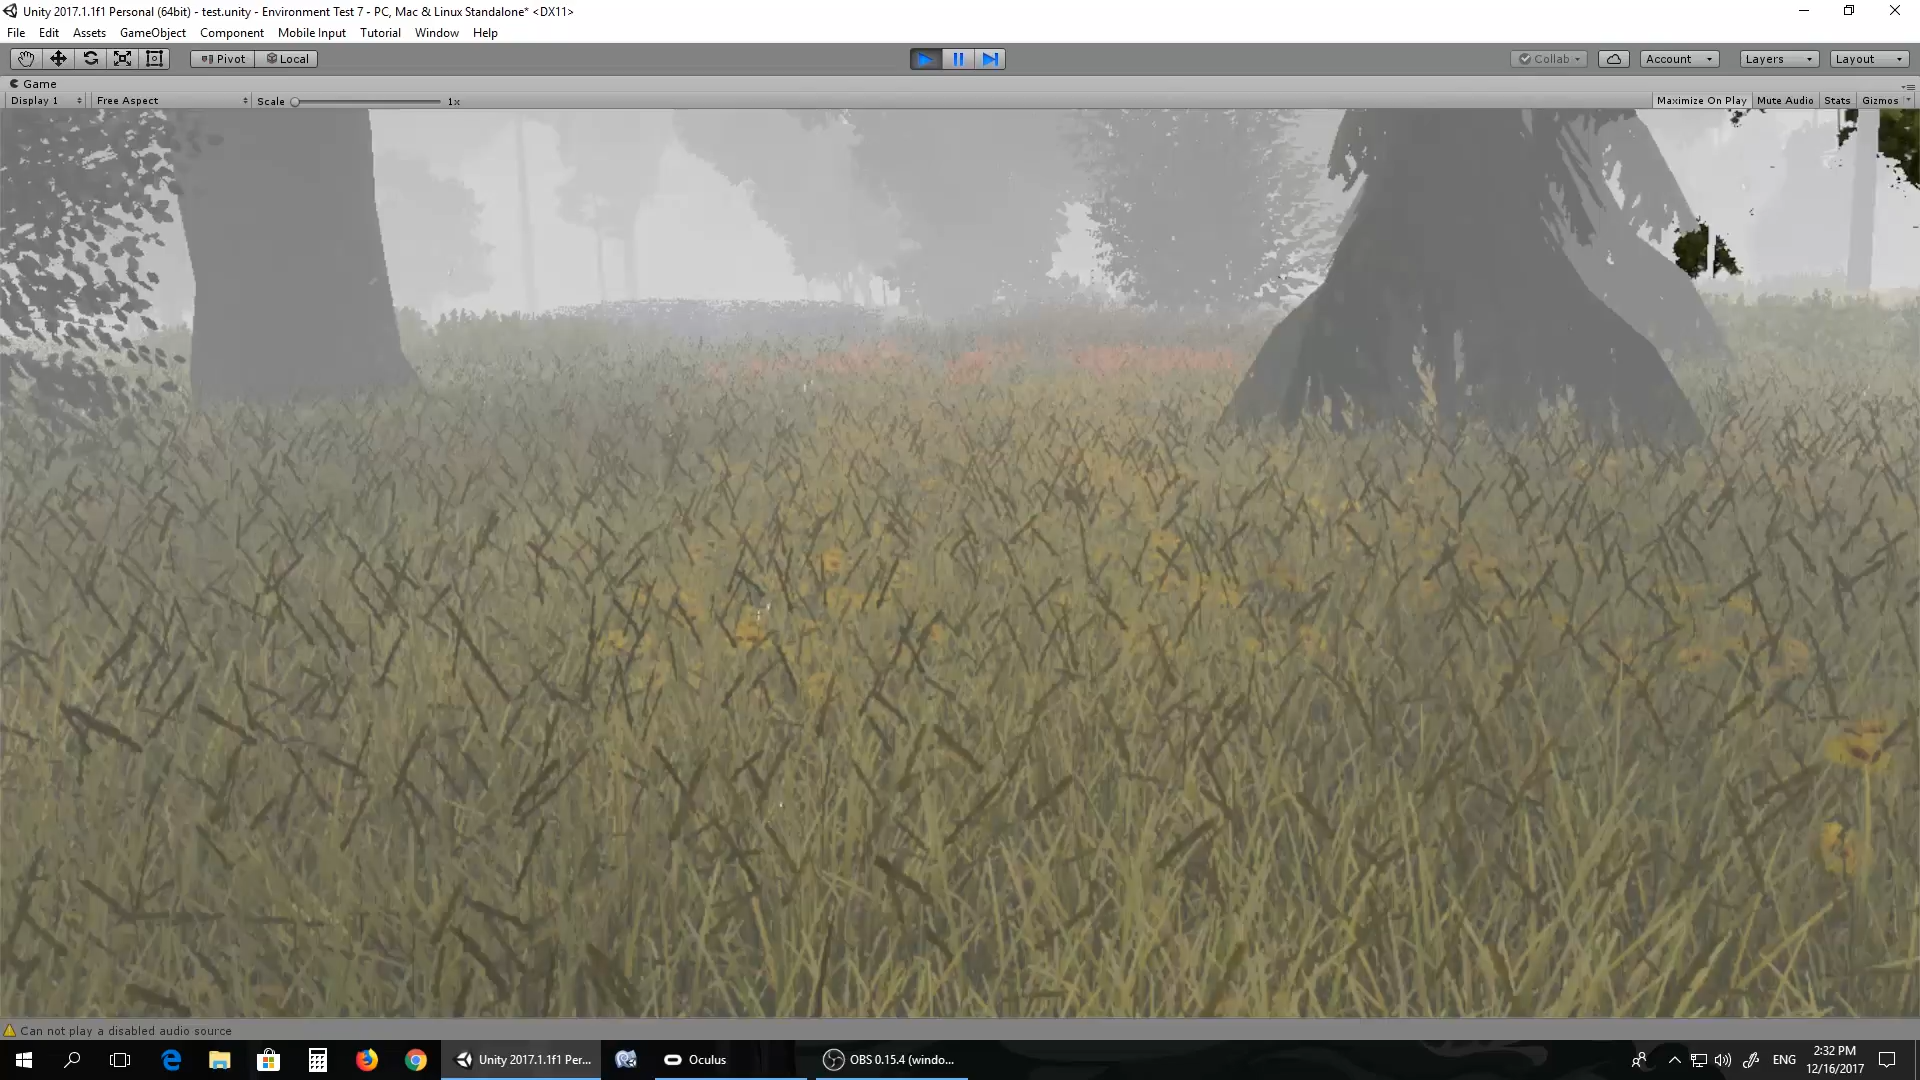 Unity 2017.1.1f1 Personal (64bit) - test.unity - Environment Test 7 - PC, Mac & Linux Standalone* <DX11>
File Edit Assets GameObject Component Mobile Input Tutorial Window Help
Pivot Local Collab Account Layers Layout
Game
Display 1 Free Aspect Scale 1x Maximize On Play Mute Audio Stats Gizmos
Can not play a disabled audio source
Unity 2017.1.1f1 Per... Oculus OBS 0.15.4 (windo... ENG 2:32 PM
12/16/2017